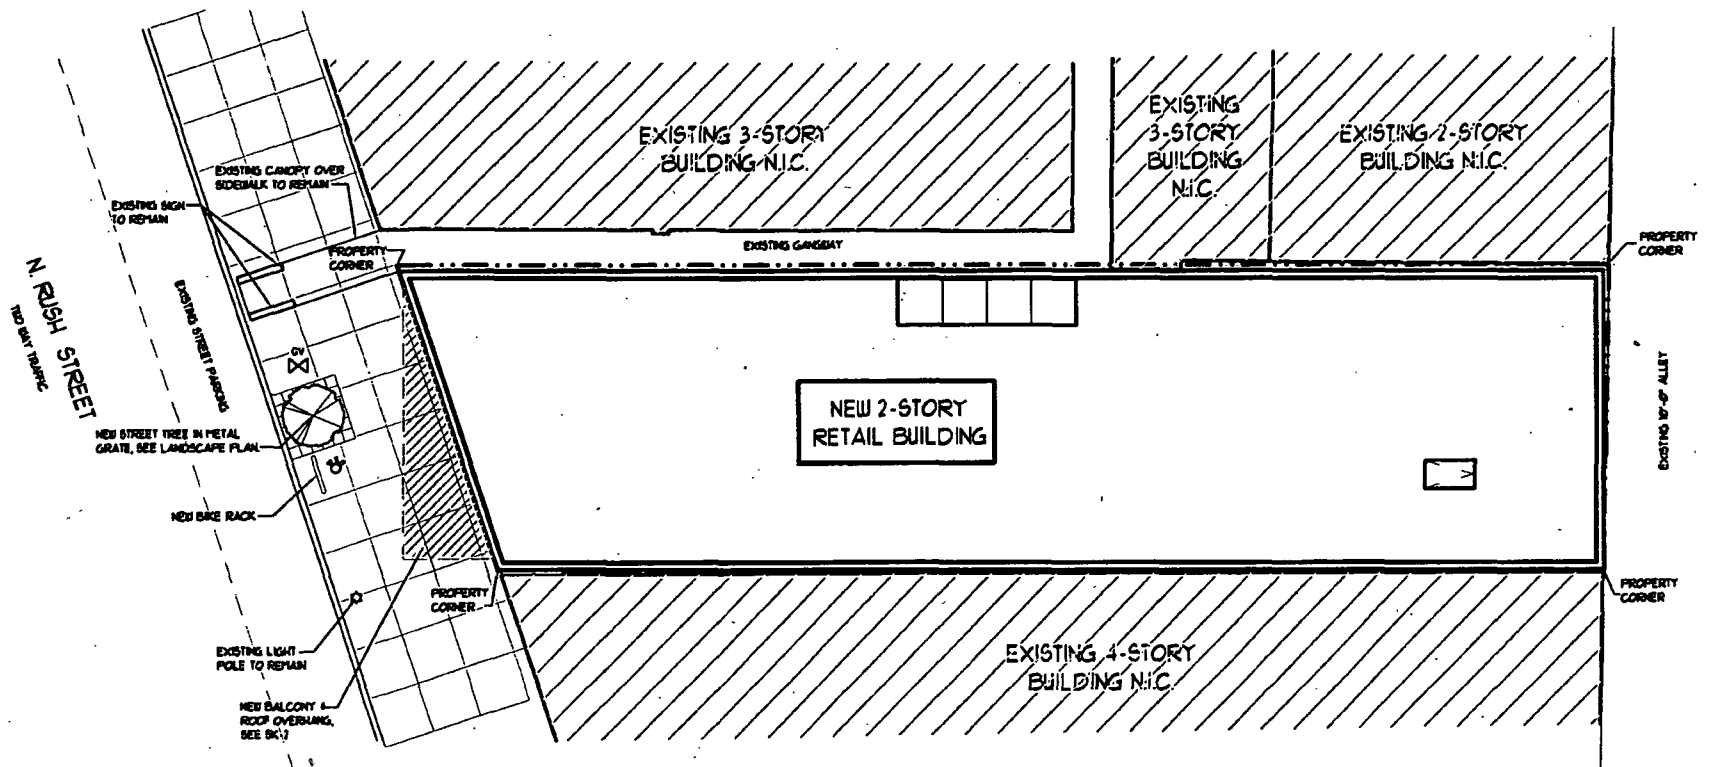 EXISTING 3-STORY
BUILDING N.I.C.
EXISTING
3-STORY
BUILDING
N.I.C.
EXISTING 2-STORY
BUILDING N.I.C.
EXISTING CANOPY OVER
SIDEWALK TO REMAIN
EXISTING SIGN
TO REMAIN
PROPERTY
CORNER
EXISTING GANGWAY
PROPERTY
CORNER
N. RUSH STREET
TWO WAY TRAFFIC
EXISTING STREET PARKING
GV
NEW STREET TREE IN METAL
GRATE, SEE LANDSCAPE PLAN
NEW BIKE RACK
NEW 2-STORY
RETAIL BUILDING
EXISTING 10'-0" ALLEY
PROPERTY
CORNER
PROPERTY
CORNER
EXISTING LIGHT
POLE TO REMAIN
EXISTING 4-STORY
BUILDING N.I.C.
NEW BALCONY &
ROOF OVERHANG,
SEE SK-2